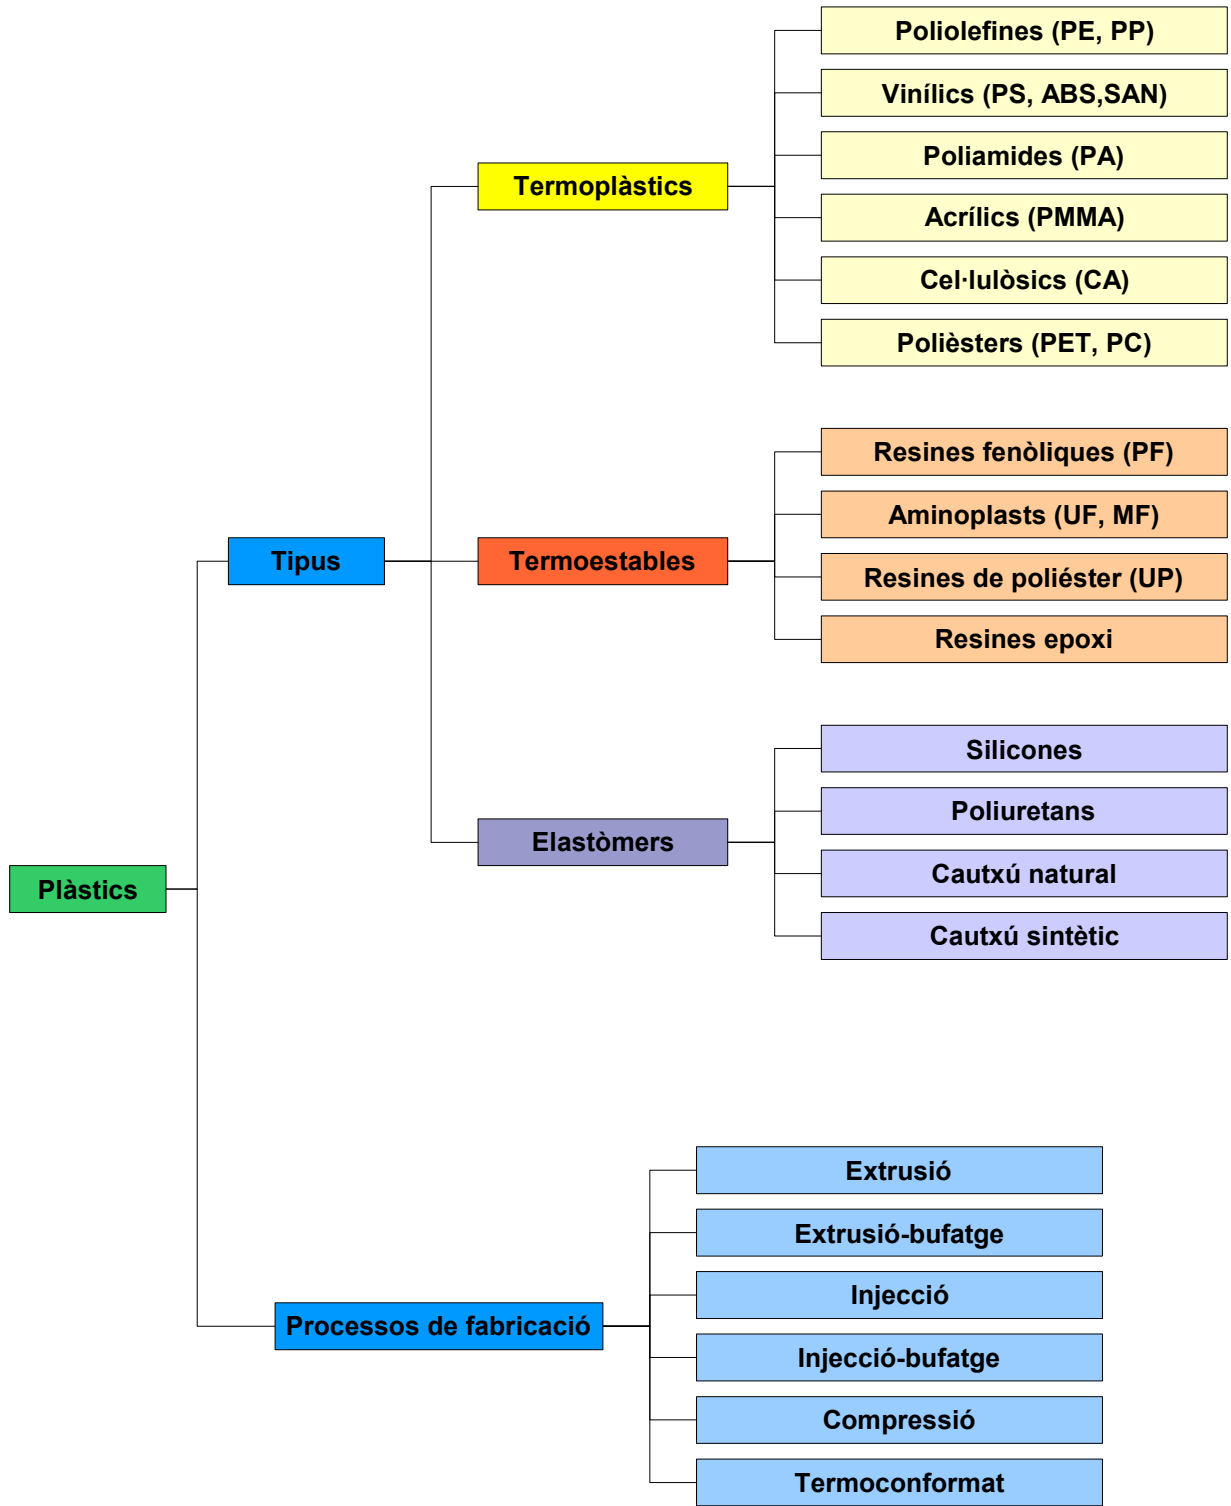 Plàstics
Tipus
Termoplàstics
Poliolefines (PE, PP)
Vinílics (PS, ABS,SAN)
Poliamides (PA)
Acrílics (PMMA)
Cel·lulòsics (CA)
Polièsters (PET, PC)
Termoestables
Resines fenòliques (PF)
Aminoplasts (UF, MF)
Resines de poliéster (UP)
Resines epoxi
Elastòmers
Silicones
Poliuretans
Cautxú natural
Cautxú sintètic
Processos de fabricació
Extrusió
Extrusió-bufatge
Injecció
Injecció-bufatge
Compressió
Termoconformat